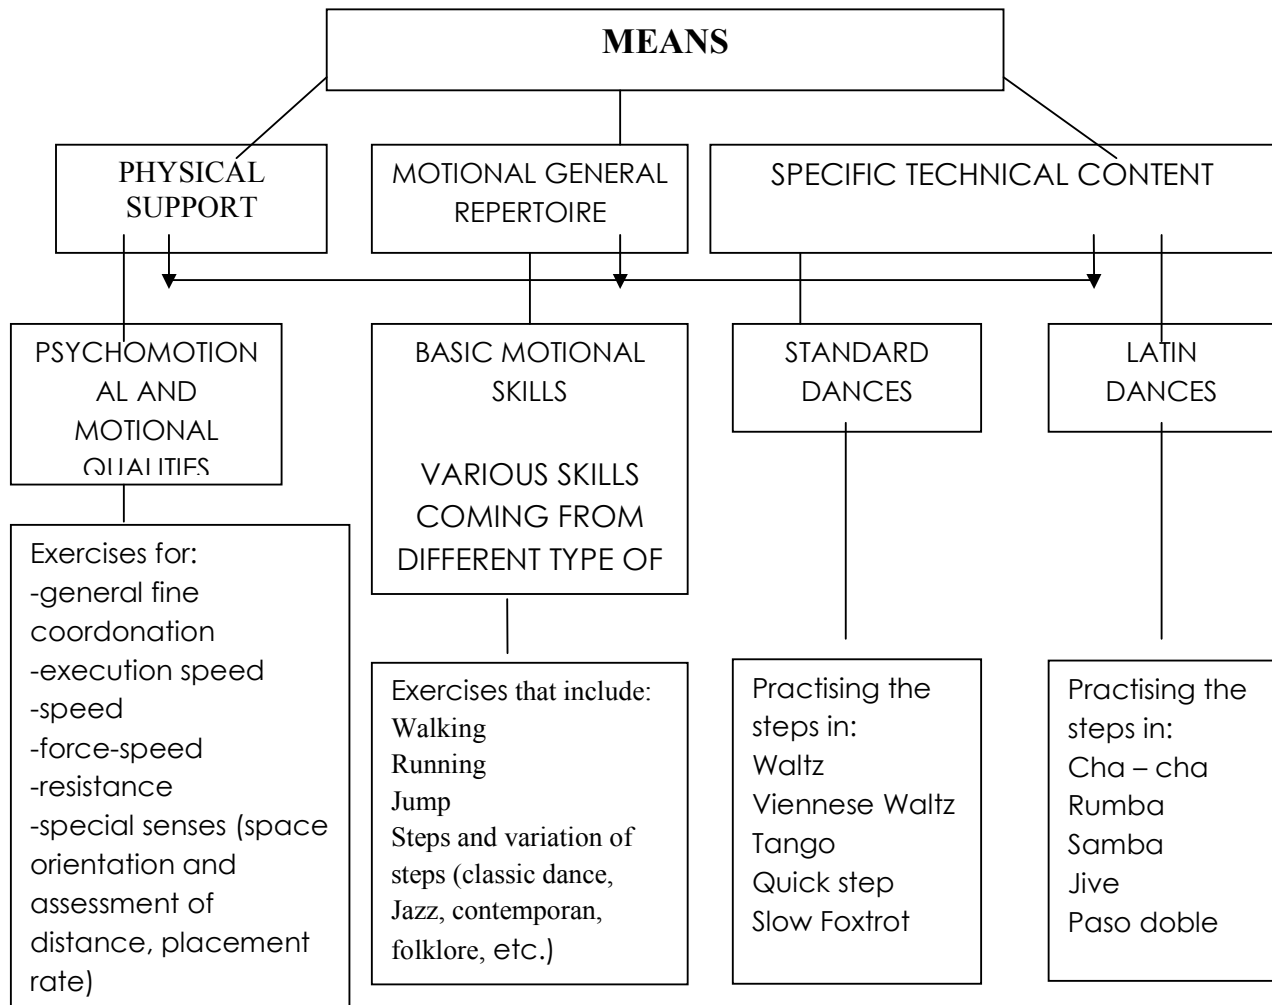 MEANS
PHYSICAL
SUPPORT
MOTIONAL GENERAL
REPERTOIRE
SPECIFIC TECHNICAL CONTENT
PSYCHOMOTION
AL AND
MOTIONAL
QUALITIES
BASIC MOTIONAL
SKILLS
VARIOUS SKILLS
COMING FROM
DIFFERENT TYPE OF
STANDARD
DANCES
LATIN
DANCES
Exercises for:
-general fine
coordonation
-execution speed
-speed
-force-speed
-resistance
-special senses (space
orientation and
assessment of
distance, placement
rate)
Exercises that include:
Walking
Running
Jump
Steps and variation of
steps (classic dance,
Jazz, contemporan,
folklore, etc.)
Practising the
steps in:
Waltz
Viennese Waltz
Tango
Quick step
Slow Foxtrot
Practising the
steps in:
Cha – cha
Rumba
Samba
Jive
Paso doble